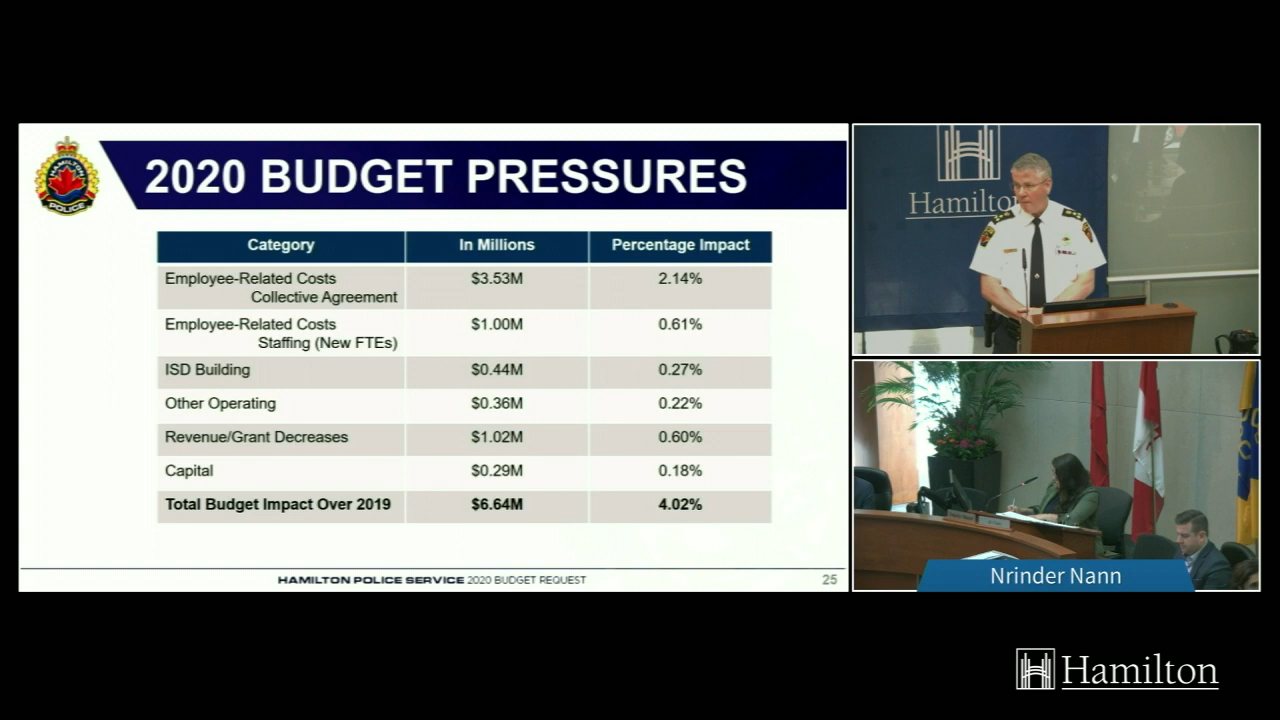 HAMILTON
POLICE
2020 BUDGET PRESSURES
Category In Millions Percentage Impact
Employee-Related Costs $3.53M 2.14%
Collective Agreement
Employee-Related Costs $1.00M 0.61%
Staffing (New FTEs)
ISD Building $0.44M 0.27%
Other Operating $0.36M 0.22%
Revenue/Grant Decreases $1.02M 0.60%
Capital $0.29M 0.18%
Total Budget Impact Over 2019 $6.64M 4.02%
HAMILTON POLICE SERVICE 2020 BUDGET REQUEST 25
Hamilton
Nrinder Nann
Hamilton